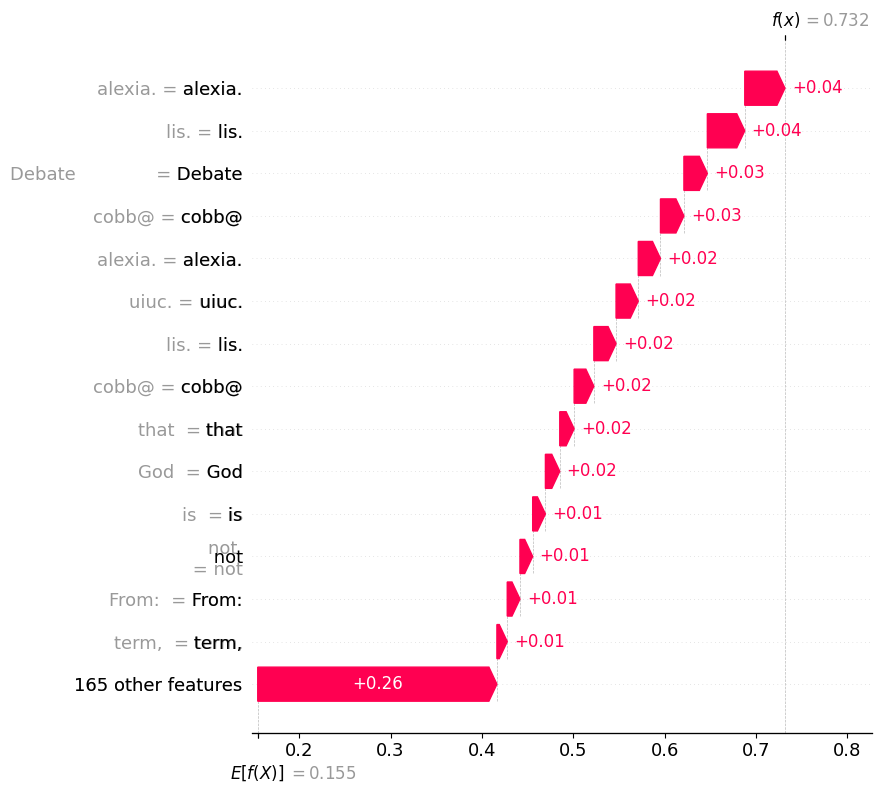 f(x) = 0.732
alexia. = alexia. +0.04
lis. = lis. +0.04
Debate = Debate +0.03
cobb@ = cobb@ +0.03
alexia. = alexia. +0.02
uiuc. = uiuc. +0.02
lis. = lis. +0.02
cobb@ = cobb@ +0.02
that = that +0.02
God = God +0.02
is = is +0.01
not
not +0.01
= not
From: = From: +0.01
term, = term, +0.01
165 other features +0.26
0.2 0.3 0.4 0.5 0.6 0.7 0.8
E[f(X)] = 0.155